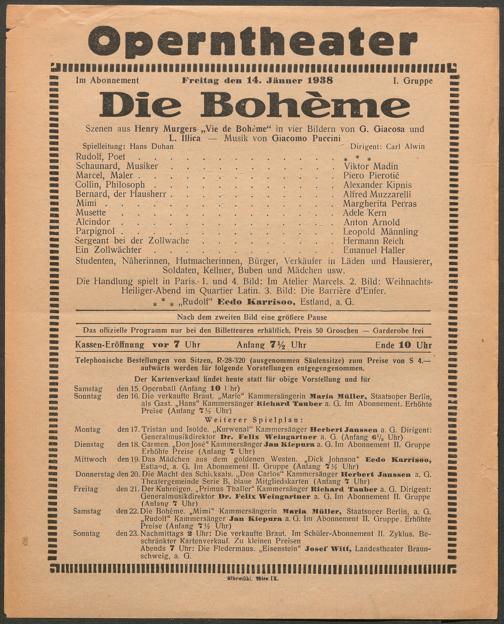 Operntheater
Im Abonnement Freitag den 14. Jänner 1938 I. Gruppe
Die Bohème
Szenen aus Henry Murgers „Vie de Bohème" in vier Bildern von G. Giacosa und
L. Illica — Musik von Giacomo Puccini
Spielleitung: Hans Duhan Dirigent: Carl Alwin
Rudolf, Poet . . . . . . . . * * *
Schaunard, Musiker . . . . . . . . Viktor Madin
Marcel, Maler . . . . . . . . Piero Pierotić
Collin, Philosoph . . . . . . . . Alexander Kipnis
Bernard, der Hausherr . . . . . . . . Alfred Muzzarelli
Mimi . . . . . . . . Margherita Perras
Musette . . . . . . . . Adele Kern
Alcindor . . . . . . . . Anton Arnold
Parpignol . . . . . . . . Leopold Männling
Sergeant bei der Zollwache . . . . . . . . Hermann Reich
Ein Zollwächter . . . . . . . . Emanuel Haller
Studenten, Näherinnen, Hutmacherinnen, Bürger, Verkäufer in Läden und Hausierer,
Soldaten, Kellner, Buben und Mädchen usw.
Die Handlung spielt in Paris. 1. und 4. Bild: Im Atelier Marcels. 2. Bild: Weihnachts-
Heiliger-Abend im Quartier Latin. 3. Bild: Die Barrière d'Enfer.
* * * „Rudolf" Eedo Karrisoo, Estland, a. G.
Nach dem zweiten Bild eine größere Pause
Das offizielle Programm nur bei den Billetteuren erhältlich. Preis 50 Groschen — Garderobe frei
Kassen-Eröffnung vor 7 Uhr Anfang 7½ Uhr Ende 10 Uhr
Telephonische Bestellungen von Sitzen, R-28-320 (ausgenommen Säulensitze) zum Preise von S 4.—
aufwärts werden für folgende Vorstellungen entgegengenommen.
Der Kartenverkauf findet heute statt für obige Vorstellung und für
Samstag den 15. Opernball (Anfang 10 Uhr)
Sonntag den 16. Die verkaufte Braut. „Marie" Kammersängerin Maria Müller, Staatsoper Berlin,
als Gast. „Hans" Kammersänger Richard Tauber a. G. Im Abonnement. Erhöhte
Preise (Anfang 7½ Uhr)
Weiterer Spielplan:
Montag den 17. Tristan und Isolde. „Kurwenal" Kammersänger Herbert Janssen a. G. Dirigent:
Generalmusikdirektor Dr. Felix Weingartner a. G. (Anfang 6½ Uhr)
Dienstag den 18. Carmen „Don José" Kammersänger Jan Kiepura a. G. Im Abonnement II. Gruppe
Erhöhte Preise (Anfang 7 Uhr)
Mittwoch den 19. Das Mädchen aus dem goldenen Westen. „Dick Johnson" Eedo Karrisoo,
Estland, a. G. Im Abonnement II. Gruppe (Anfang 7½ Uhr)
Donnerstag den 20. Die Macht des Schicksals. „Don Carlos" Kammersänger Herbert Janssen a. G.
Theatergemeinde Serie B, blaue Mitgliedskarten (Anfang 7 Uhr)
Freitag den 21. Der Kuhreigen. „Primus Thaller" Kammersänger Richard Tauber a. G. Dirigent:
Generalmusikdirektor Dr. Felix Weingartner a. G. Im Abonnement II. Gruppe
(Anfang 7 Uhr)
Samstag den 22. Die Bohème. „Mimi" Kammersängerin Maria Müller, Staatsoper Berlin, a. G.
„Rudolf" Kammersänger Jan Kiepura a. G. Im Abonnement II. Gruppe. Erhöhte
Preise (Anfang 7½ Uhr)
Sonntag den 23. Nachmittags 2 Uhr: Die verkaufte Braut. Im Schüler-Abonnement II. Zyklus. Be-
schränkter Kartenverkauf. Zu kleinen Preisen
Abends 7 Uhr: Die Fledermaus. „Eisenstein" Josef Witt, Landestheater Braun-
schweig, a. G.
Elbemühl, Wien IX.